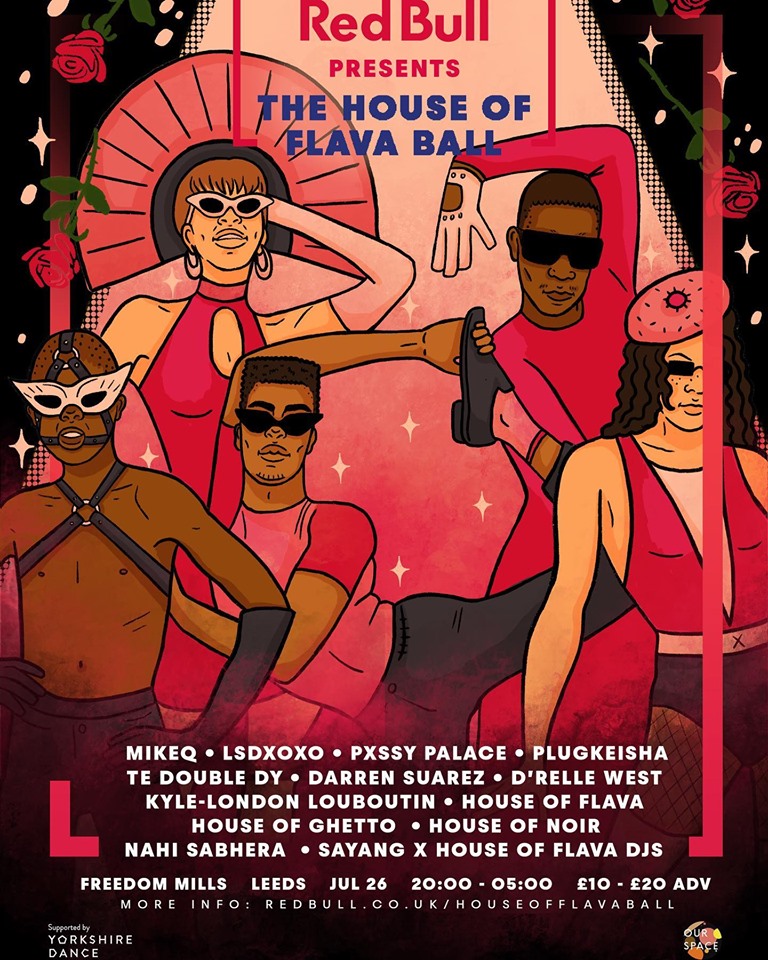 Red Bull
PRESENTS
THE HOUSE OF
FLAVA BALL
MIKEQ • LSDXOXO • PXSSY PALACE • PLUGKEISHA
TE DOUBLE DY • DARREN SUAREZ • D'RELLE WEST
KYLE-LONDON LOUBOUTIN • HOUSE OF FLAVA
HOUSE OF GHETTO • HOUSE OF NOIR
NAHI SABHERA • SAYANG X HOUSE OF FLAVA DJS
FREEDOM MILLS LEEDS JUL 26 20:00 - 05:00 £10 - £20 ADV
MORE INFO: REDBULL.CO.UK/HOUSEOFFLAVABALL
Supported by
YORKSHIRE
DANCE
OUR
SPACE